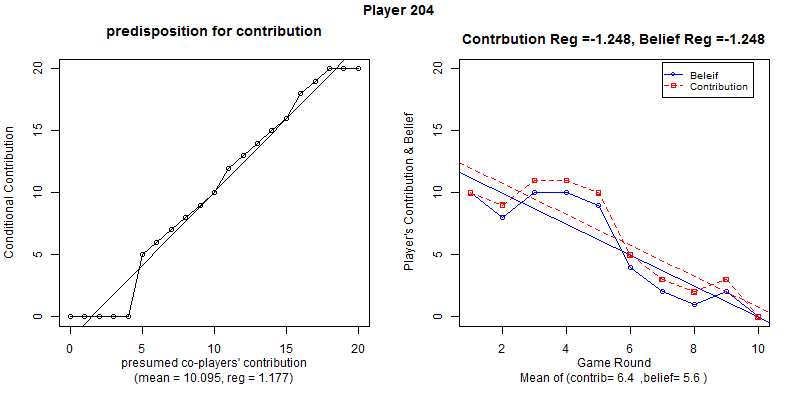 Player 204
predisposition for contribution
Conditional Contribution
20
15
10
5
0
0 5 10 15 20
presumed co-players' contribution
(mean = 10.095, reg = 1.177)
Contrbution Reg =-1.248, Belief Reg =-1.248
Player's Contribution & Belief
20
15
10
5
0
Beleif
Contribution
2 4 6 8 10
Game Round
Mean of (contrib= 6.4 ,belief= 5.6 )